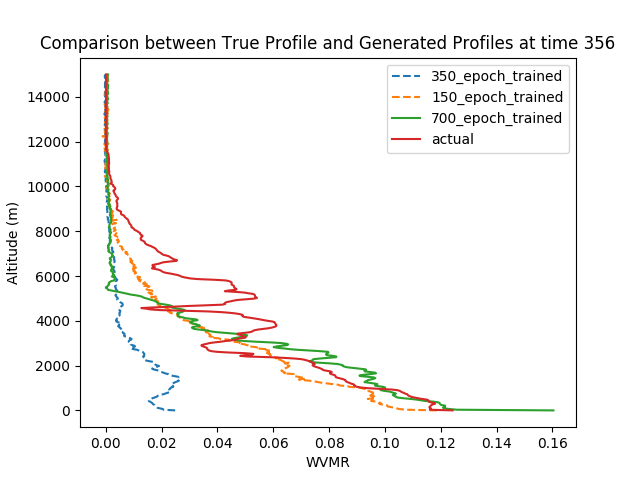 Comparison between True Profile and Generated Profiles at time 356
350_epoch_trained
150_epoch_trained
700_epoch_trained
actual
Altitude (m)
14000
12000
10000
8000
6000
4000
2000
0
0.00 0.02 0.04 0.06 0.08 0.10 0.12 0.14 0.16
WVMR